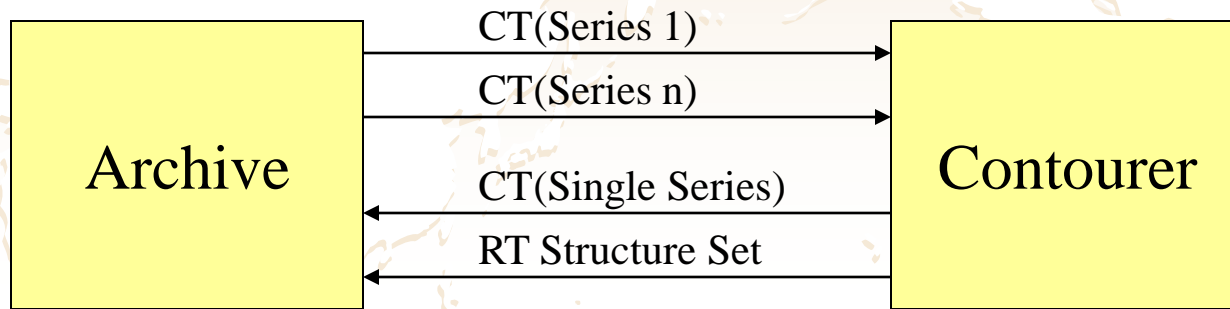 CT(Series 1)
CT(Series n)
Archive
Contourer
CT(Single Series)
RT Structure Set